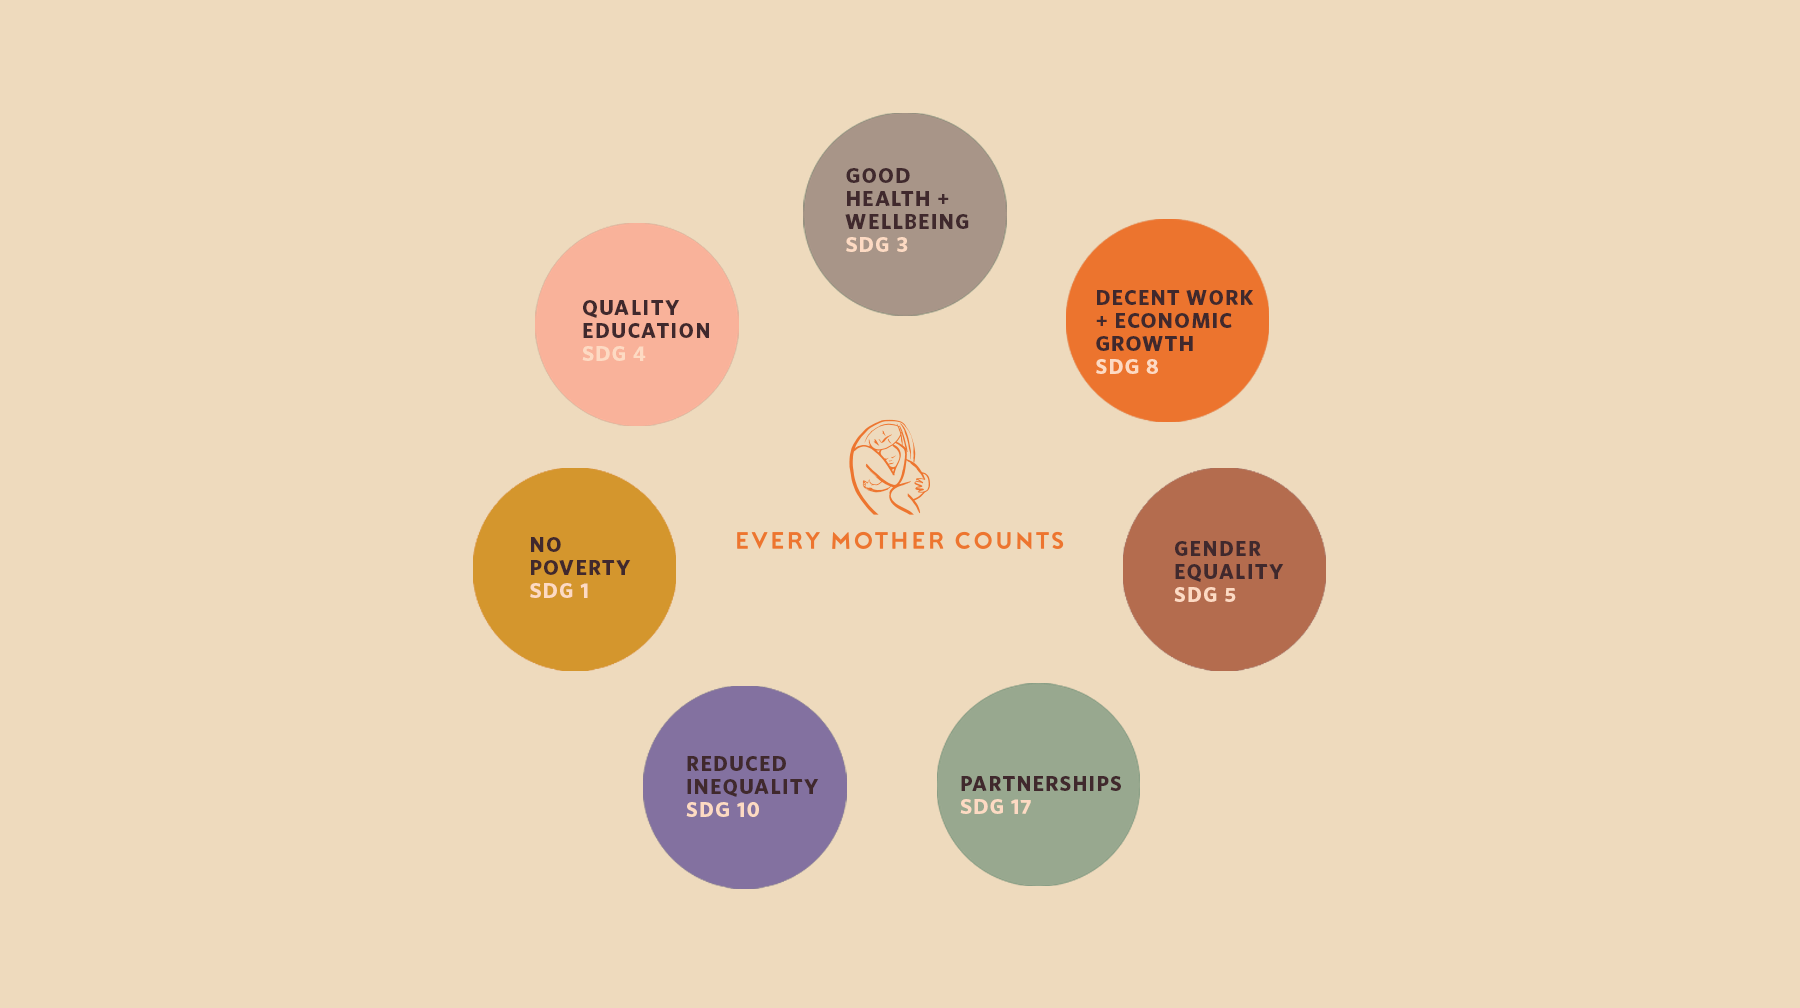 GOOD
HEALTH +
WELLBEING
SDG 3
DECENT WORK
+ ECONOMIC
GROWTH
SDG 8
QUALITY
EDUCATION
SDG 4
EVERY MOTHER COUNTS
NO
POVERTY
SDG 1
GENDER
EQUALITY
SDG 5
REDUCED
INEQUALITY
SDG 10
PARTNERSHIPS
SDG 17